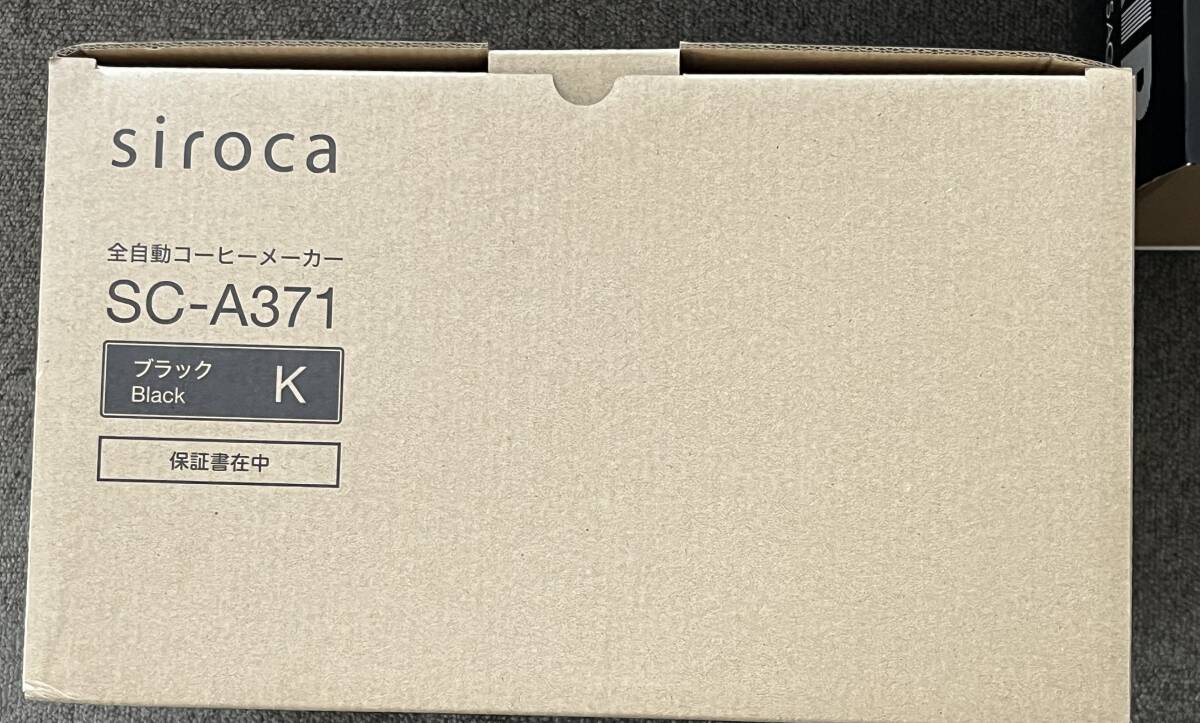 siroca
全自動コーヒーメーカー
SC-A371
ブラック
Black
K
保証書在中